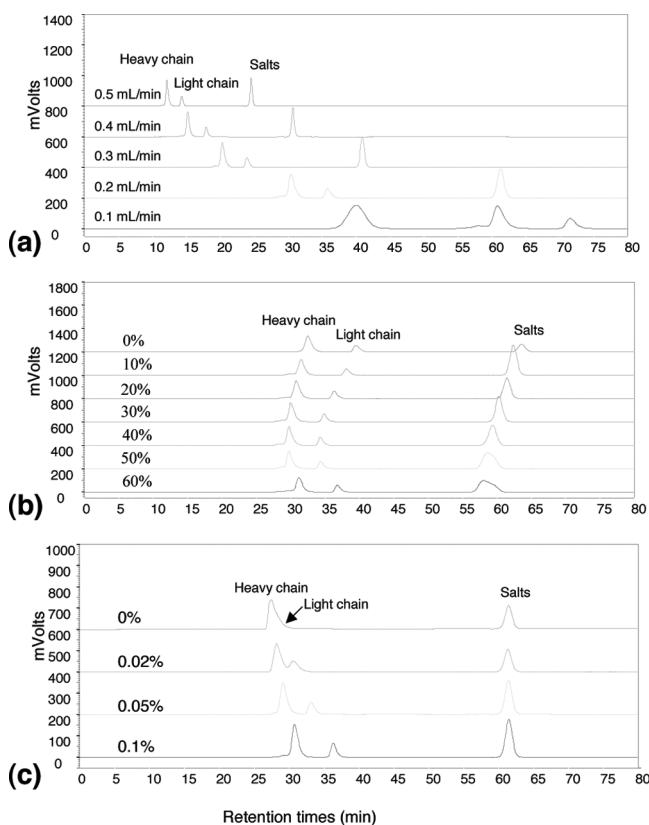 1400
1200
Heavy chain
Salts
1000
Light chain
0.5 mL/min
800
mVolts
0.4 mL/min
600
0.3 mL/min
400
0.2 mL/min
200
0.1 mL/min
0
(a)
0 5 10 15 20 25 30 35 40 45 50 55 60 65 70 75 80
1800
1600
Heavy chain
1400
Light chain
Salts
0%
1200
10%
1000
mVolts
20%
800
30%
600
40%
400
50%
200
60%
0
(b)
0 5 10 15 20 25 30 35 40 45 50 55 60 65 70 75 80
1000
900
Heavy chain
800
Light chain
Salts
0%
700
600
mVolts
0.02%
500
400
0.05%
300
200
0.1%
100
0
(c)
0 5 10 15 20 25 30 35 40 45 50 55 60 65 70 75 80
Retention times (min)